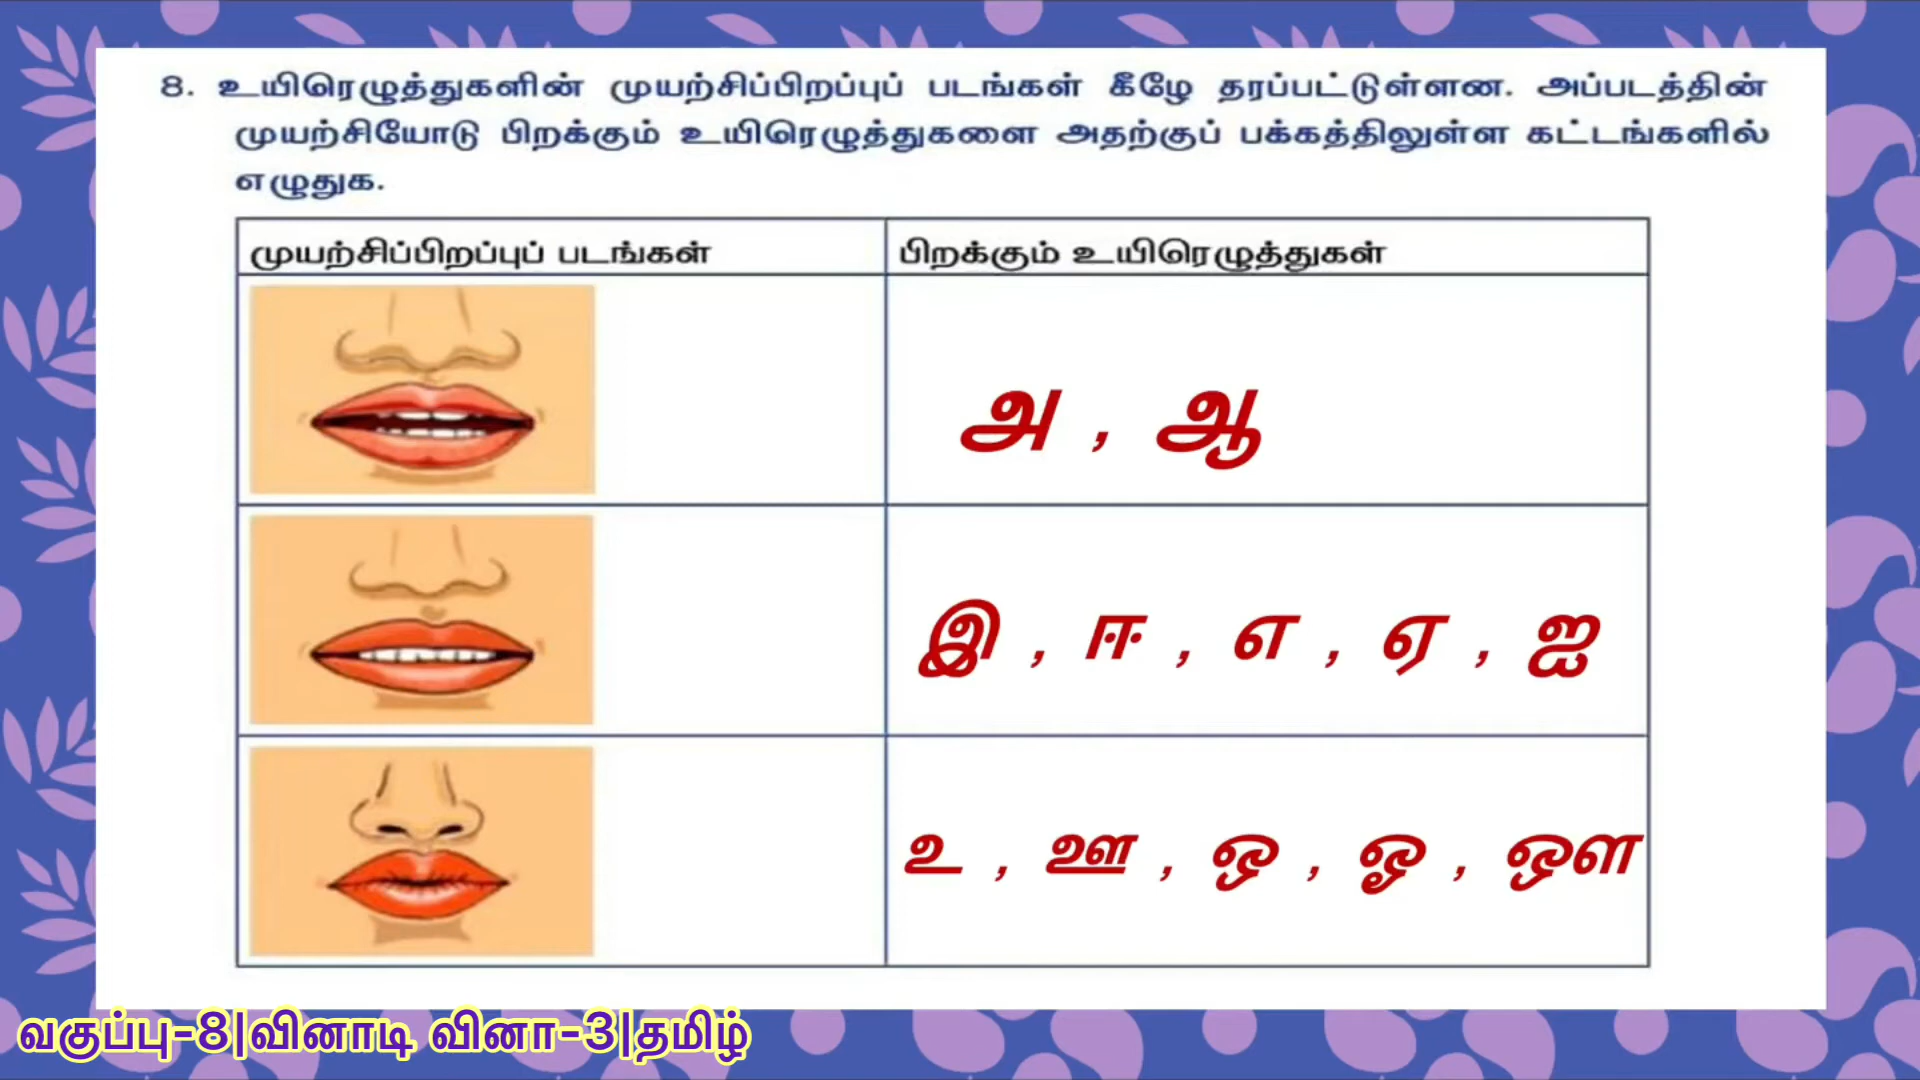 8. உயிரெழுத்துகளின் முயற்சிப்பிறப்புப் படங்கள் கீழே தரப்பட்டுள்ளன. அப்படத்தின்
முயற்சியோடு பிறக்கும் உயிரெழுத்துகளை அதற்குப் பக்கத்திலுள்ள கட்டங்களில்
எழுதுக.
முயற்சிப்பிறப்புப் படங்கள்
பிறக்கும் உயிரெழுத்துகள்
அ , ஆ
இ , ஈ , எ , ஏ , ஐ
உ , ஊ , ஒ , ஓ , ஔ
வகுப்பு-8|வினாடி வினா-3|தமிழ்